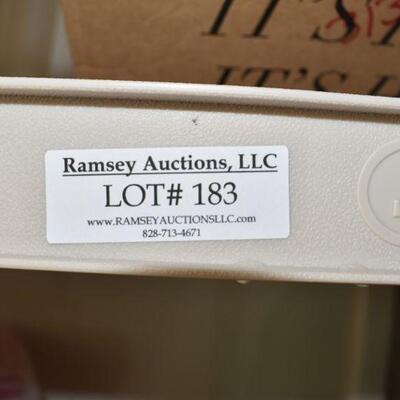 IT'S
IT'S
Ramsey Auctions, LLC
LOT# 183
www.RAMSEYAUCTIONSLLC.com
828-713-4671